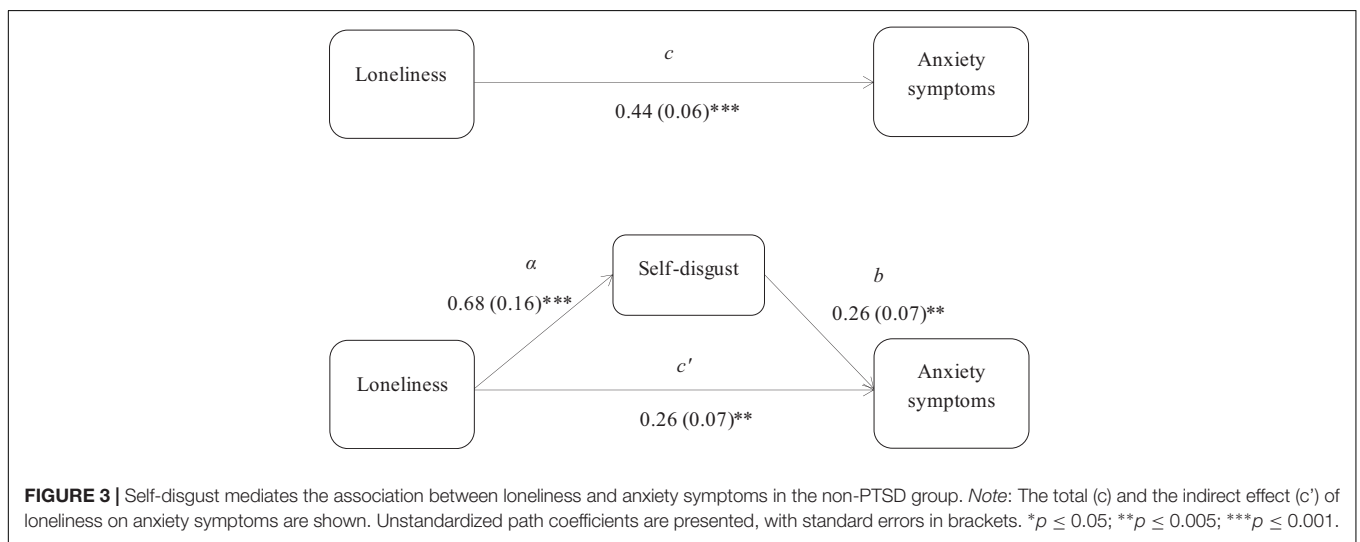 c
Loneliness
Anxiety
symptoms
0.44 (0.06)***
α
Self-disgust
b
0.68 (0.16)***
0.26 (0.07)**
c'
Loneliness
Anxiety
symptoms
0.26 (0.07)**
FIGURE 3 | Self-disgust mediates the association between loneliness and anxiety symptoms in the non-PTSD group. Note: The total (c) and the indirect effect (c’) of
loneliness on anxiety symptoms are shown. Unstandardized path coefficients are presented, with standard errors in brackets. *p ≤ 0.05; **p ≤ 0.005; ***p ≤ 0.001.